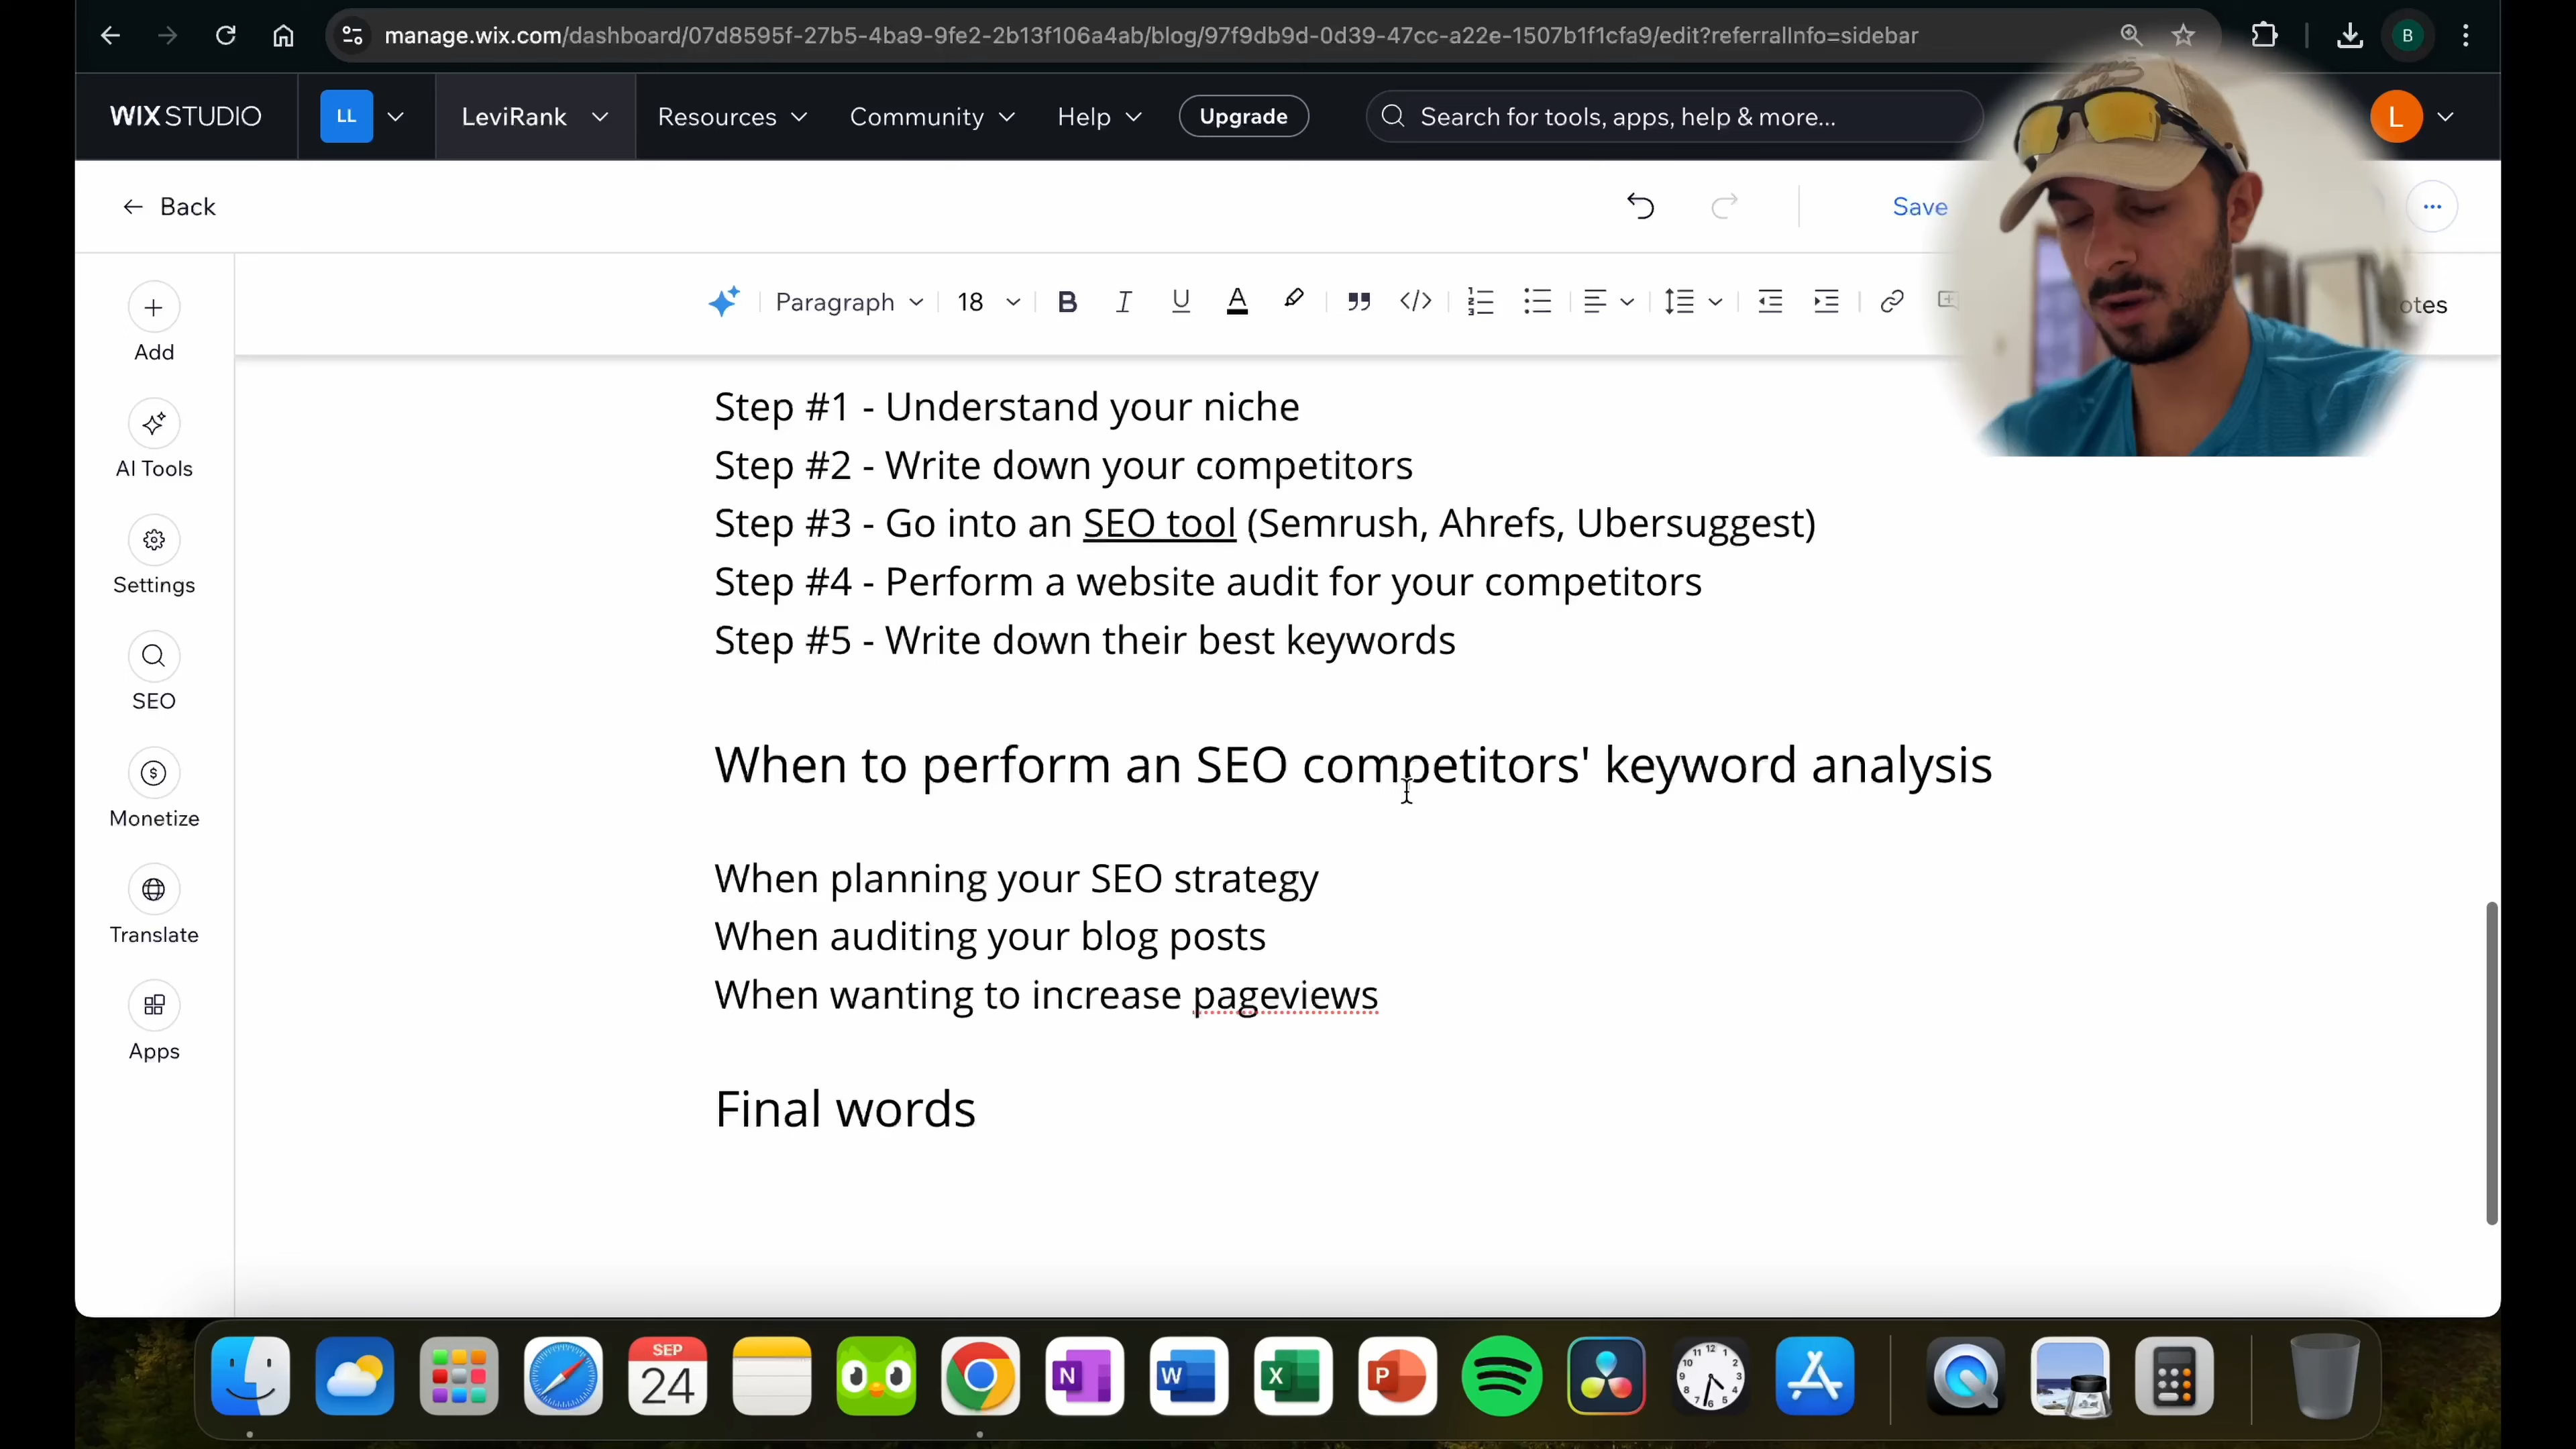 manage.wix.com/dashboard/07d8595f-27b5-4ba9-9fe2-2b13f106a4ab/blog/97f9db9d-0d39-47cc-a22e-1507b1f1cfa9/edit?referralInfo=sidebar
B
WIX STUDIO
LL
LeviRank
Resources
Community
Help
Upgrade
Search for tools, apps, help & more...
L
Back
Save
Paragraph
18
B
I
U
A
Add
AI Tools
Settings
SEO
Monetize
Translate
Apps
Step #1 - Understand your niche
Step #2 - Write down your competitors
Step #3 - Go into an SEO tool (Semrush, Ahrefs, Ubersuggest)
Step #4 - Perform a website audit for your competitors
Step #5 - Write down their best keywords
When to perform an SEO competitors' keyword analysis
When planning your SEO strategy
When auditing your blog posts
When wanting to increase pageviews
Final words
SEP
24
N
W
X
P